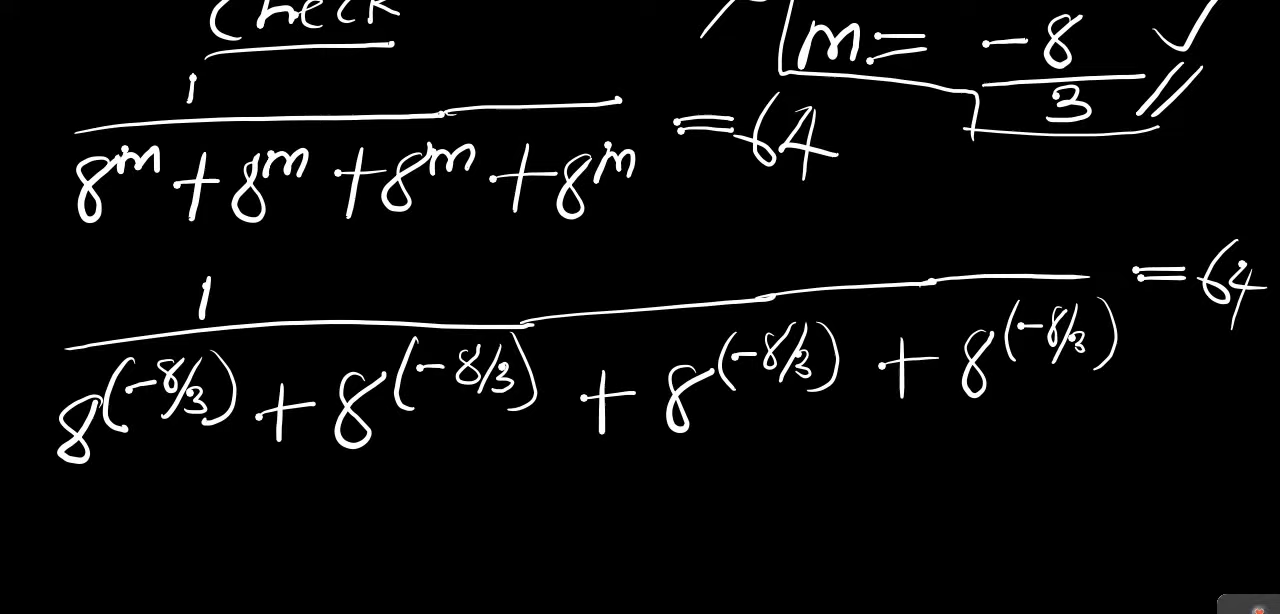 Check
m = -8/3
1/(8^m + 8^m + 8^m + 8^m) = 64
1/(8^(-8/3) + 8^(-8/3) + 8^(-8/3) + 8^(-8/3)) = 64